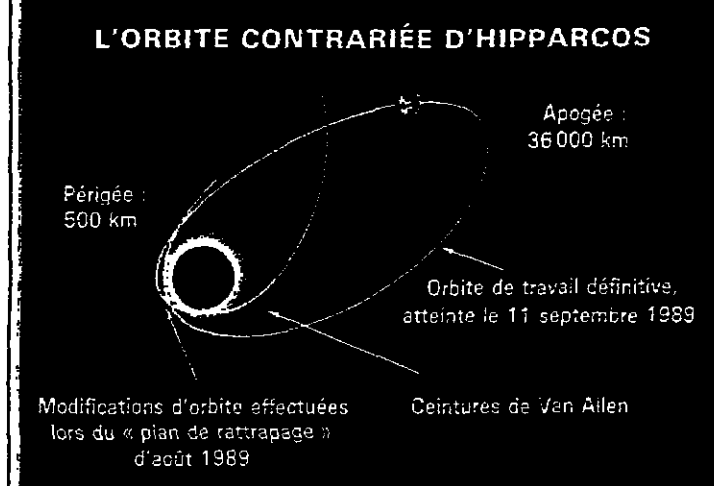 L'ORBITE CONTRARIÉE D'HIPPARCOS
Apogée :
36 000 km
Périgée :
500 km
Orbite de travail définitive,
atteinte le 11 septembre 1989
Modifications d'orbite effectuées
lors du « plan de rattrapage »
d'août 1989
Ceintures de Van Allen